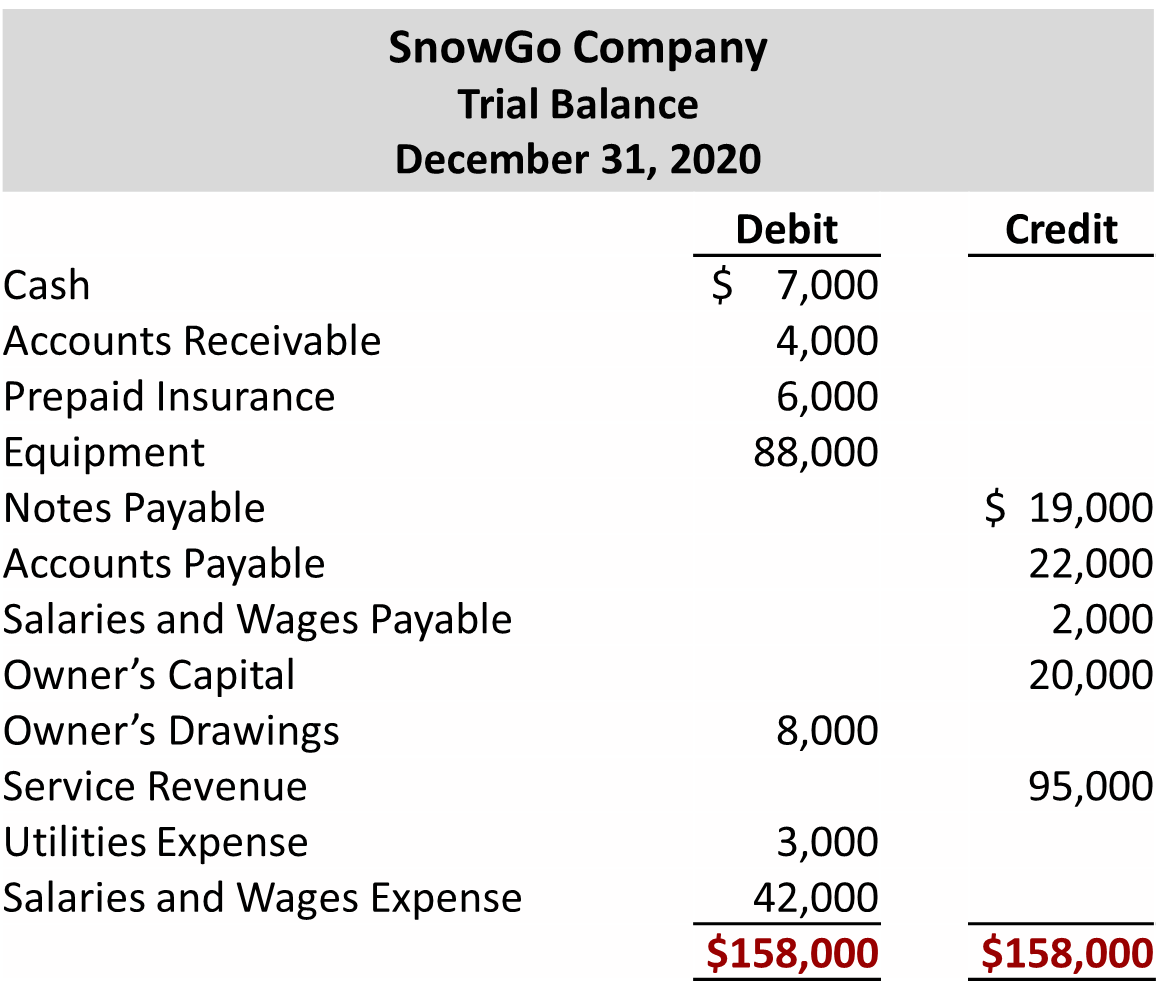 SnowGo Company
Trial Balance
December 31, 2020
Debit Credit
Cash $ 7,000
Accounts Receivable 4,000
Prepaid Insurance 6,000
Equipment 88,000
Notes Payable $ 19,000
Accounts Payable 22,000
Salaries and Wages Payable 2,000
Owner’s Capital 20,000
Owner’s Drawings 8,000
Service Revenue 95,000
Utilities Expense 3,000
Salaries and Wages Expense 42,000
$158,000 $158,000